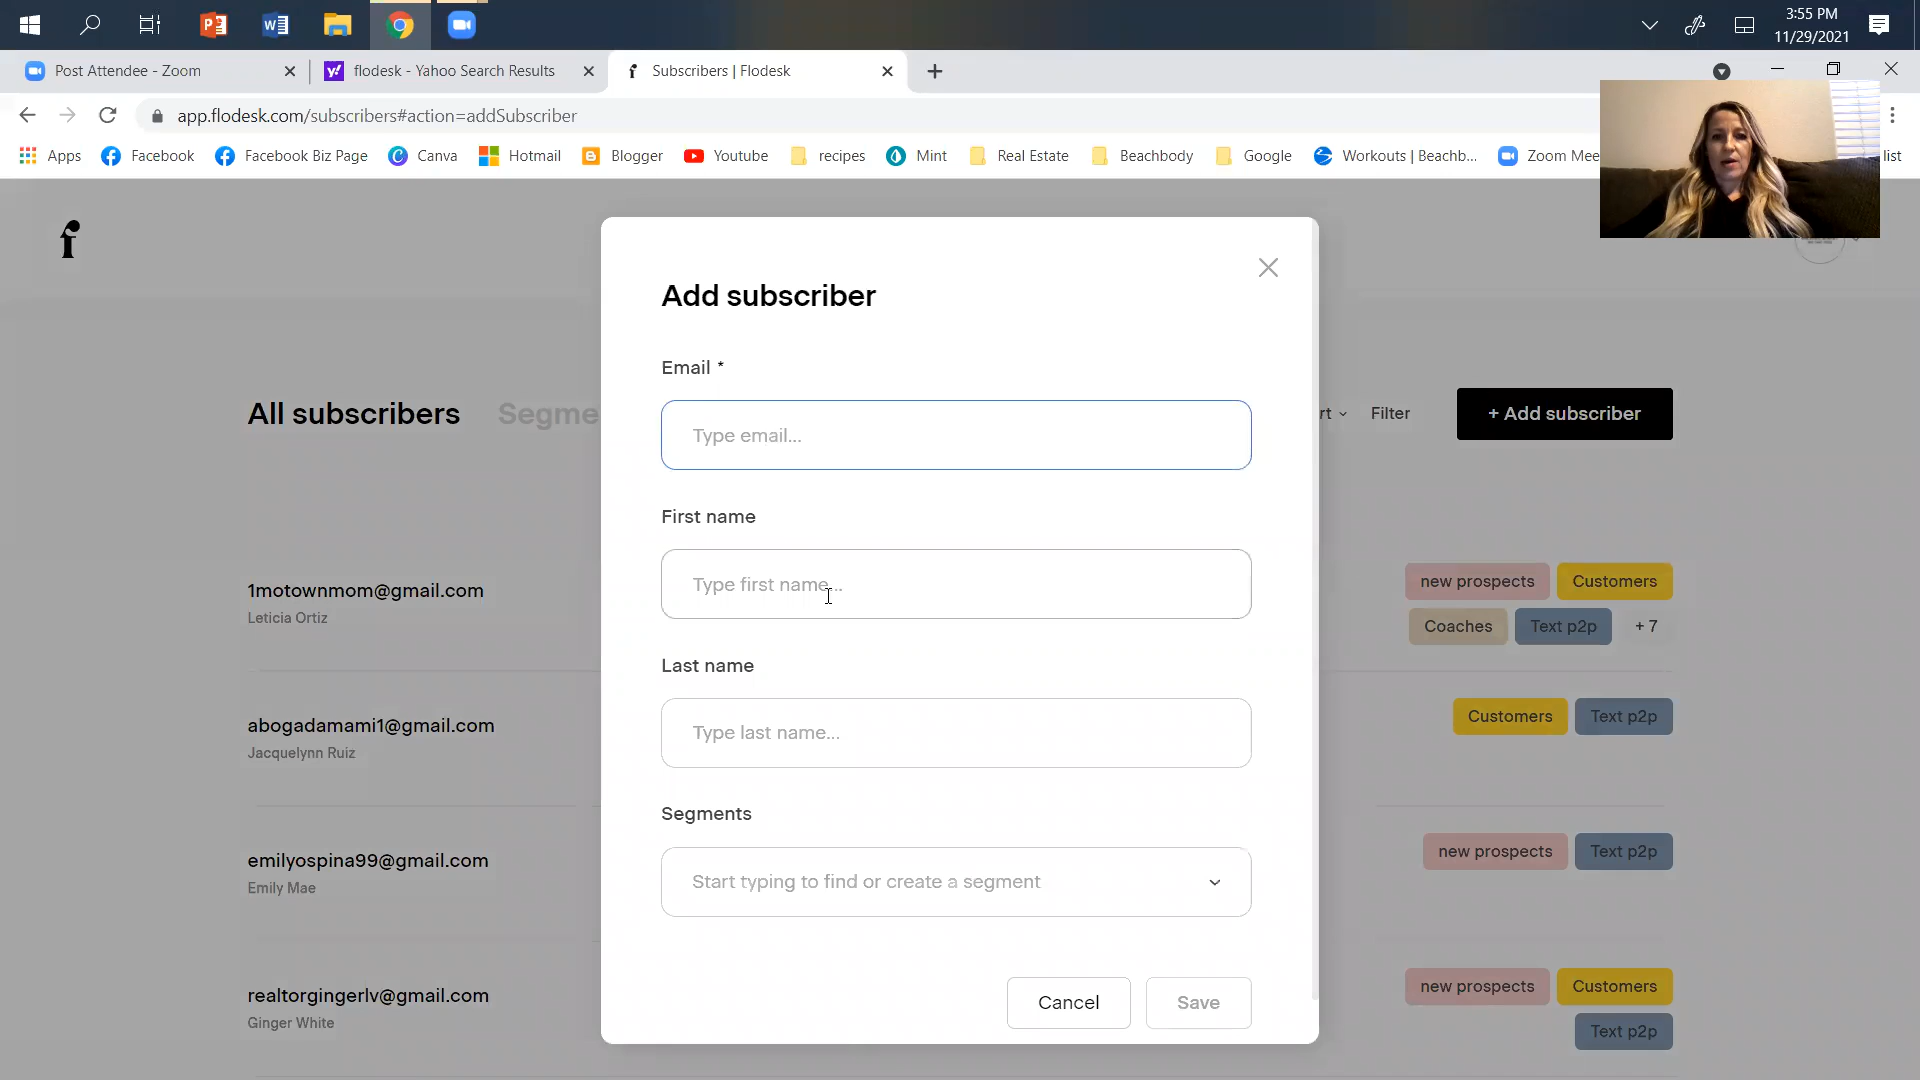 3:55 PM
11/29/2021
Post Attendee - Zoom
flodesk - Yahoo Search Results
Subscribers | Flodesk
app.flodesk.com/subscribers#action=addSubscriber
Apps
Facebook
Facebook Biz Page
Canva
Hotmail
Blogger
Youtube
recipes
Mint
Real Estate
Beachbody
Google
Workouts | Beachb...
Zoom Mee
list
f
Add subscriber
Email *
Type email...
First name
Type first name...
Last name
Type last name...
Segments
Start typing to find or create a segment
Cancel
Save
All subscribers
Segme
rt
Filter
+ Add subscriber
1motownmom@gmail.com
Leticia Ortiz
new prospects
Customers
Coaches
Text p2p
+ 7
abogadamami1@gmail.com
Jacquelynn Ruiz
Customers
Text p2p
emilyospina99@gmail.com
Emily Mae
new prospects
Text p2p
realtorgingerlv@gmail.com
Ginger White
new prospects
Customers
Text p2p